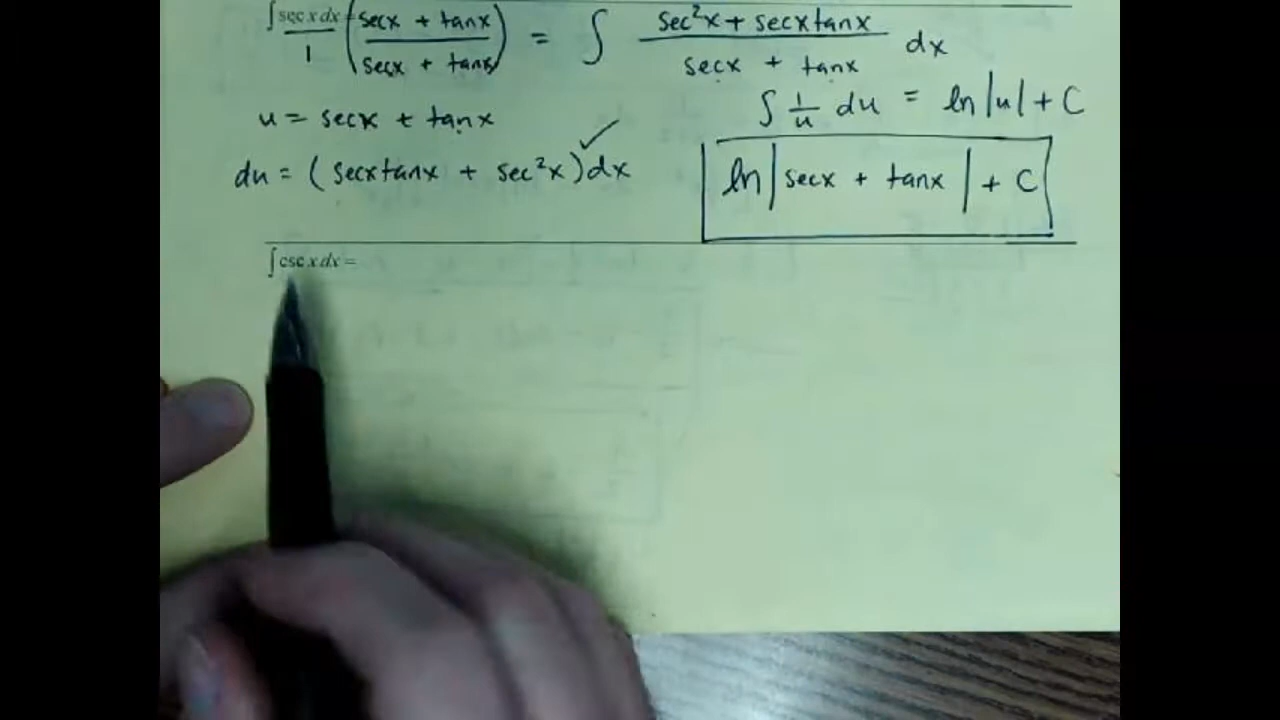 ∫ sec x dx = / 1 ( secx + tanx / secx + tanx ) = ∫ sec²x + secxtanx / secx + tanx dx
u = secx + tanx
∫ 1/u du = ln|u| + C
du = ( secxtanx + sec²x ) dx ✓
ln| secx + tanx | + C
∫ csc x dx =